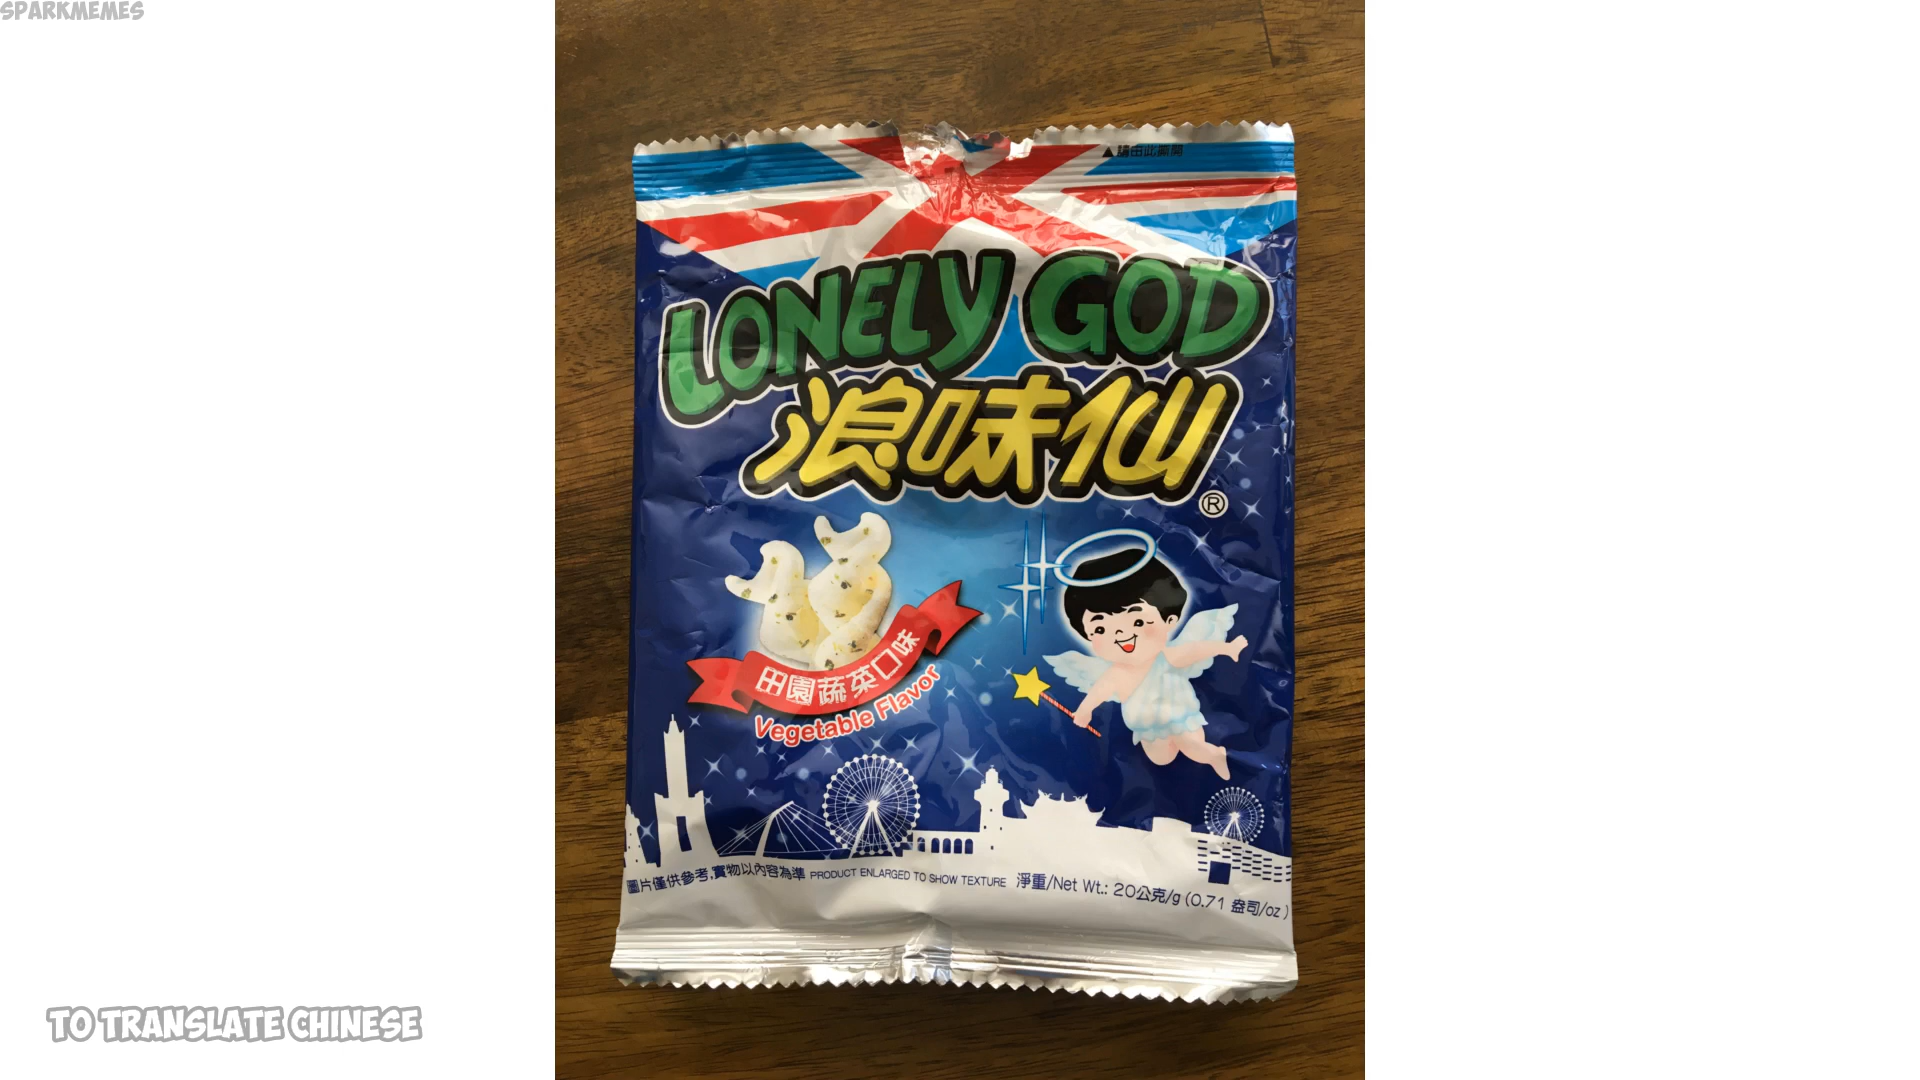 SPARKMEMES
▲請由此撕開
LONELY GOD
浪味仙
®
田園蔬菜口味
Vegetable Flavor
圖片僅供參考,實物以內容為準 PRODUCT ENLARGED TO SHOW TEXTURE 淨重/Net Wt.: 20公克/g (0.71 盎司/oz )
TO TRANSLATE CHINESE